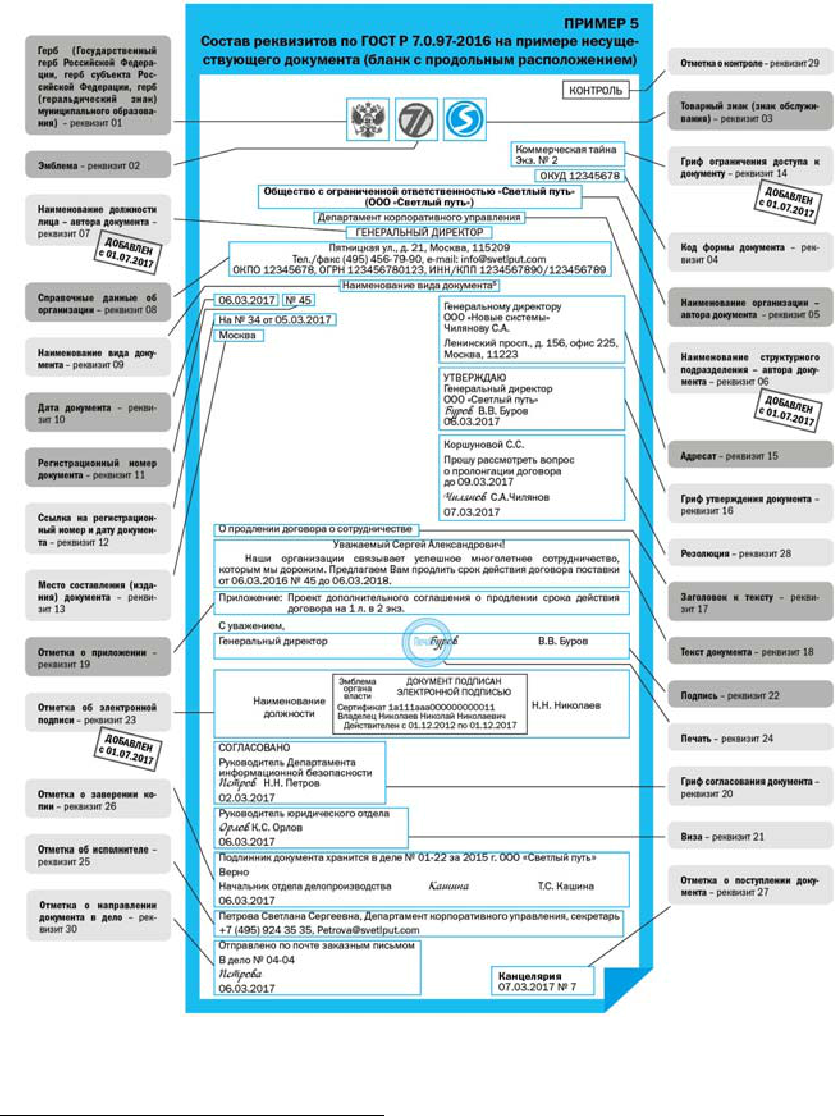 ПРИМЕР 5
Состав реквизитов по ГОСТ Р 7.0.97-2016 на примере несуще-
ствующего документа (бланк с продольным расположением)
Герб (Государственный
герб Российской Федера-
ции, герб субъекта Рос-
сийской Федерации, герб
(геральдический знак)
муниципального образова-
ния) – реквизит 01
Эмблема – реквизит 02
Наименование должности
лица – автора документа –
реквизит 07
ДОБАВЛЕН
с 01.07.2017
Справочные данные об
организации – реквизит 08
Наименование вида доку-
мента – реквизит 09
Дата документа – рекви-
зит 10
Регистрационный номер
документа – реквизит 11
Ссылка на регистрацион-
ный номер и дату докумен-
та – реквизит 12
Место составления (изда-
ния) документа – рекви-
зит 13
Отметка о приложении –
реквизит 19
Отметка об электронной
подписи – реквизит 23
ДОБАВЛЕН
с 01.07.2017
Отметка о заверении ко-
пии – реквизит 26
Отметка об исполнителе –
реквизит 25
Отметка о направлении
документа в дело – рек-
визит 30
КОНТРОЛЬ
Коммерческая тайна
Экз. № 2
ОКУД 12345678
Общество с ограниченной ответственностью «Светлый путь»
(ООО «Светлый путь»)
Департамент корпоративного управления
ГЕНЕРАЛЬНЫЙ ДИРЕКТОР
Пятницкая ул., д. 21, Москва, 115209
Тел./факс (495) 456-79-90, e-mail: info@svetlput.com
ОКПО 12345678, ОГРН 1234567890123, ИНН/КПП 1234567890/123456789
Наименование вида документа⁵
06.03.2017 № 45
На № 34 от 05.03.2017
Москва
Генеральному директору
ООО «Новые системы»
Чилянову С.А.
Ленинский просп., д. 156, офис 225,
Москва, 11223
УТВЕРЖДАЮ
Генеральный директор
ООО «Светлый путь»
Буров В.В. Буров
06.03.2017
Коршуновой С.С.
Прошу рассмотреть вопрос
о пролонгации договора
до 09.03.2017
Чилянов С.А.Чилянов
07.03.2017
О продлении договора о сотрудничестве
Уважаемый Сергей Александрович!
Наши организации связывает успешное многолетнее сотрудничество,
которым мы дорожим. Предлагаем Вам продлить срок действия договора поставки
от 06.03.2016 № 45 до 06.03.2018.
Приложение: Проект дополнительного соглашения о продлении срока действия
договора на 1 л. в 2 экз.
С уважением,
Генеральный директор Буров В.В. Буров
Наименование
должности
Эмблема
органа
власти
ДОКУМЕНТ ПОДПИСАН
ЭЛЕКТРОННОЙ ПОДПИСЬЮ
Сертификат 1а111ааа000000000011
Владелец Николаев Николай Николаевич
Действителен с 01.12.2012 по 01.12.2017
Н.Н. Николаев
СОГЛАСОВАНО
Руководитель Департамента
информационной безопасности
Петров Н.Н. Петров
02.03.2017
Руководитель юридического отдела
Орлов К.С. Орлов
06.03.2017
Подлинник документа хранится в деле № 01-22 за 2015 г. ООО «Светлый путь»
Верно
Начальник отдела делопроизводства Кашина Т.С. Кашина
06.03.2017
Петрова Светлана Сергеевна, Департамент корпоративного управления, секретарь
+7 (495) 924 35 35, Petrova@svetlput.com
Отправлено по почте заказным письмом
В дело № 04-04
Петрова
06.03.2017
Канцелярия
07.03.2017 № 7
Отметка о контроле - реквизит 29
Товарный знак (знак обслужи-
вания) – реквизит 03
Гриф ограничения доступа к
документу – реквизит 14
ДОБАВЛЕН
с 01.07.2017
Код формы документа – рек-
визит 04
Наименование организации –
автора документа – реквизит 05
Наименование структурного
подразделения – автора доку-
мента – реквизит 06
ДОБАВЛЕН
с 01.07.2017
Адресат – реквизит 15
Гриф утверждения документа –
реквизит 16
Резолюция – реквизит 28
Заголовок к тексту – рекви-
зит 17
Текст документа – реквизит 18
Подпись – реквизит 22
Печать – реквизит 24
Гриф согласования документа –
реквизит 20
Виза – реквизит 21
Отметка о поступлении доку-
мента – реквизит 27